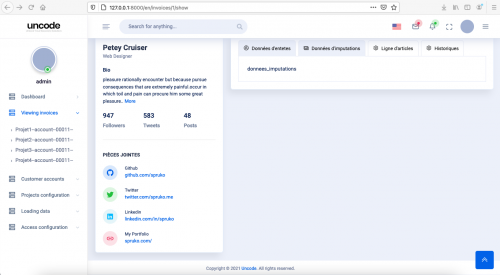 127.0.0.1:8000/en/invoices/1/show
uncode
Search for anything...
admin
Dashboard
Viewing invoices
Projet1--account-00011--
Projet2--account-00011--
Projet3--account-00011--
Projet4--account-00011--
Customer accounts
Projects configuration
Loading data
Access configuration
Petey Cruiser
Web Designer
Bio
pleasure rationally encounter but because pursue
consequences that are extremely painful.occur in
which toil and pain can procure him some great
pleasure.. More
947 583 48
Followers Tweets Posts
PIÈCES JOINTES
Github
github.com/spruko
Twitter
twitter.com/spruko.me
Linkedin
linkedin.com/in/spruko
My Portfolio
spruko.com/
Données d'entetes Données d'imputations Ligne d'articles Historiques
donnees_imputations
Copyright © 2021 Uncode. All rights reserved.